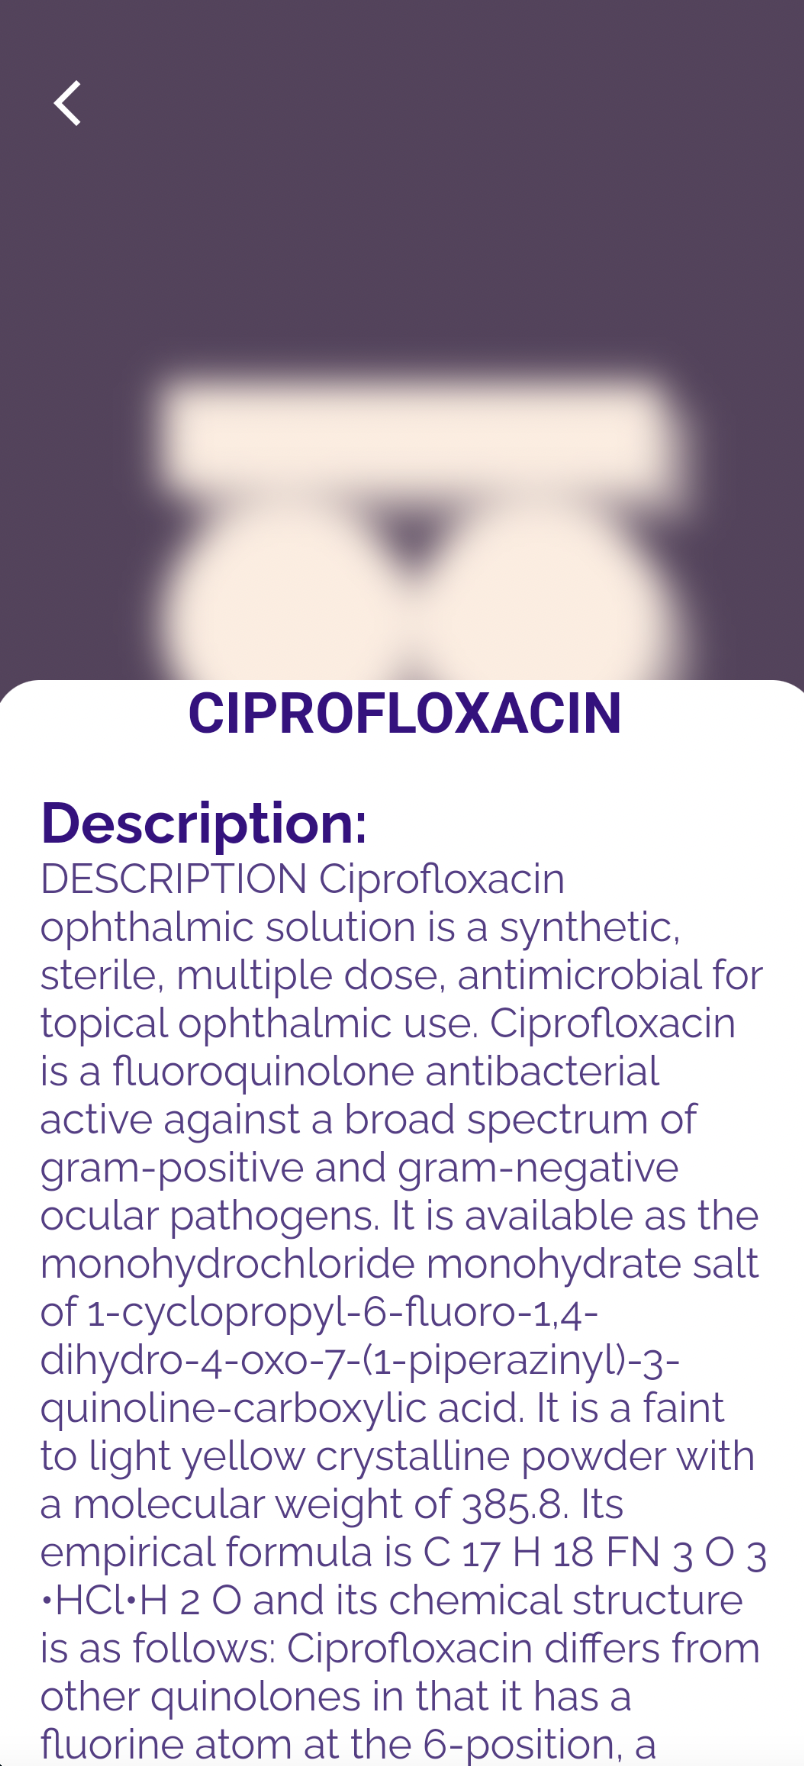 CIPROFLOXACIN
Description:
DESCRIPTION Ciprofloxacin
ophthalmic solution is a synthetic,
sterile, multiple dose, antimicrobial for
topical ophthalmic use. Ciprofloxacin
is a fluoroquinolone antibacterial
active against a broad spectrum of
gram-positive and gram-negative
ocular pathogens. It is available as the
monohydrochloride monohydrate salt
of 1-cyclopropyl-6-fluoro-1,4-
dihydro-4-oxo-7-(1-piperazinyl)-3-
quinoline-carboxylic acid. It is a faint
to light yellow crystalline powder with
a molecular weight of 385.8. Its
empirical formula is C 17 H 18 FN 3 O 3
•HCl•H 2 O and its chemical structure
is as follows: Ciprofloxacin differs from
other quinolones in that it has a
fluorine atom at the 6-position, a